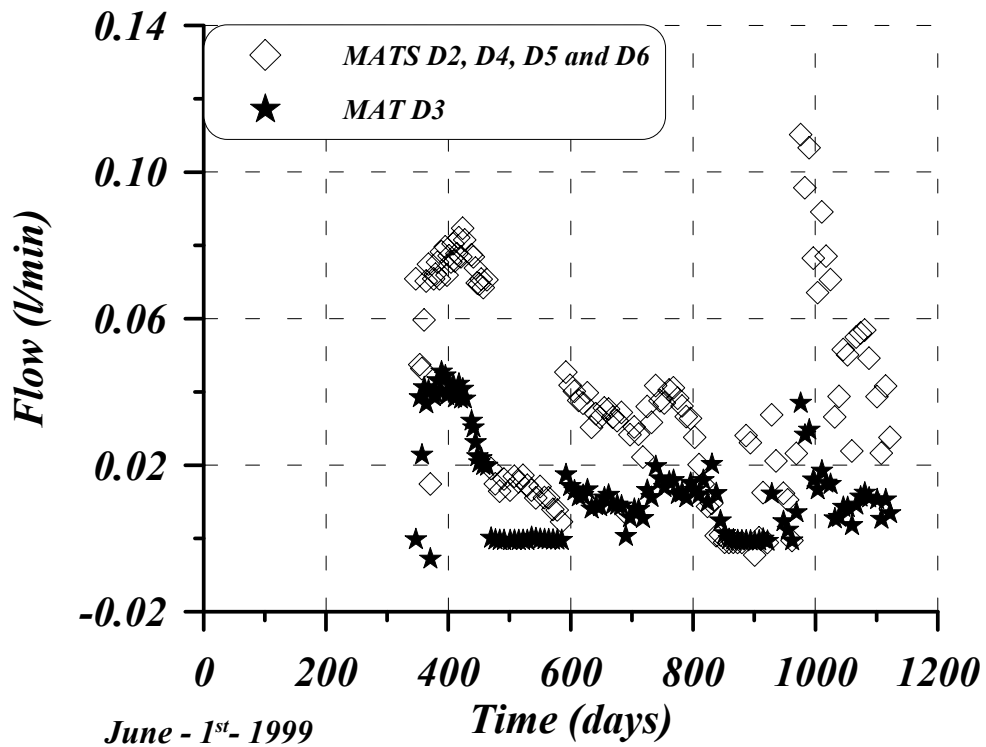 0.14
MATS D2, D4, D5 and D6
MAT D3
0.10
0.06
0.02
-0.02
Flow (l/min)
0 200 400 600 800 1000 1200
Time (days)
June - 1st- 1999